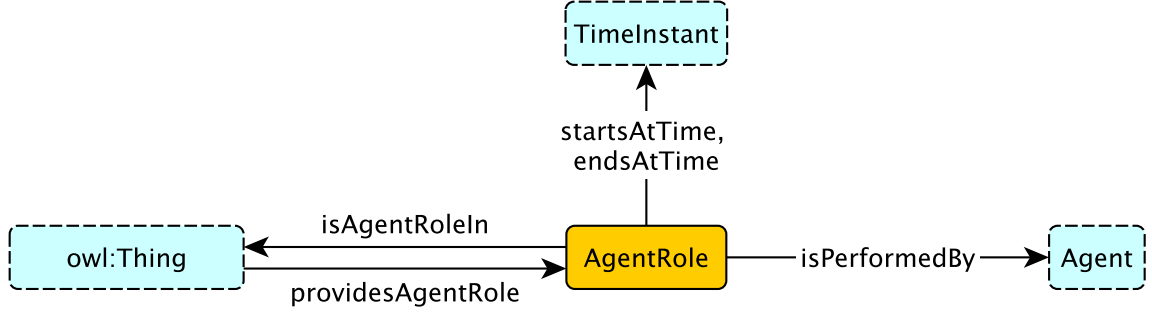 TimeInstant
startsAtTime,
endsAtTime
isAgentRoleIn
owl:Thing
AgentRole
isPerformedBy
Agent
providesAgentRole